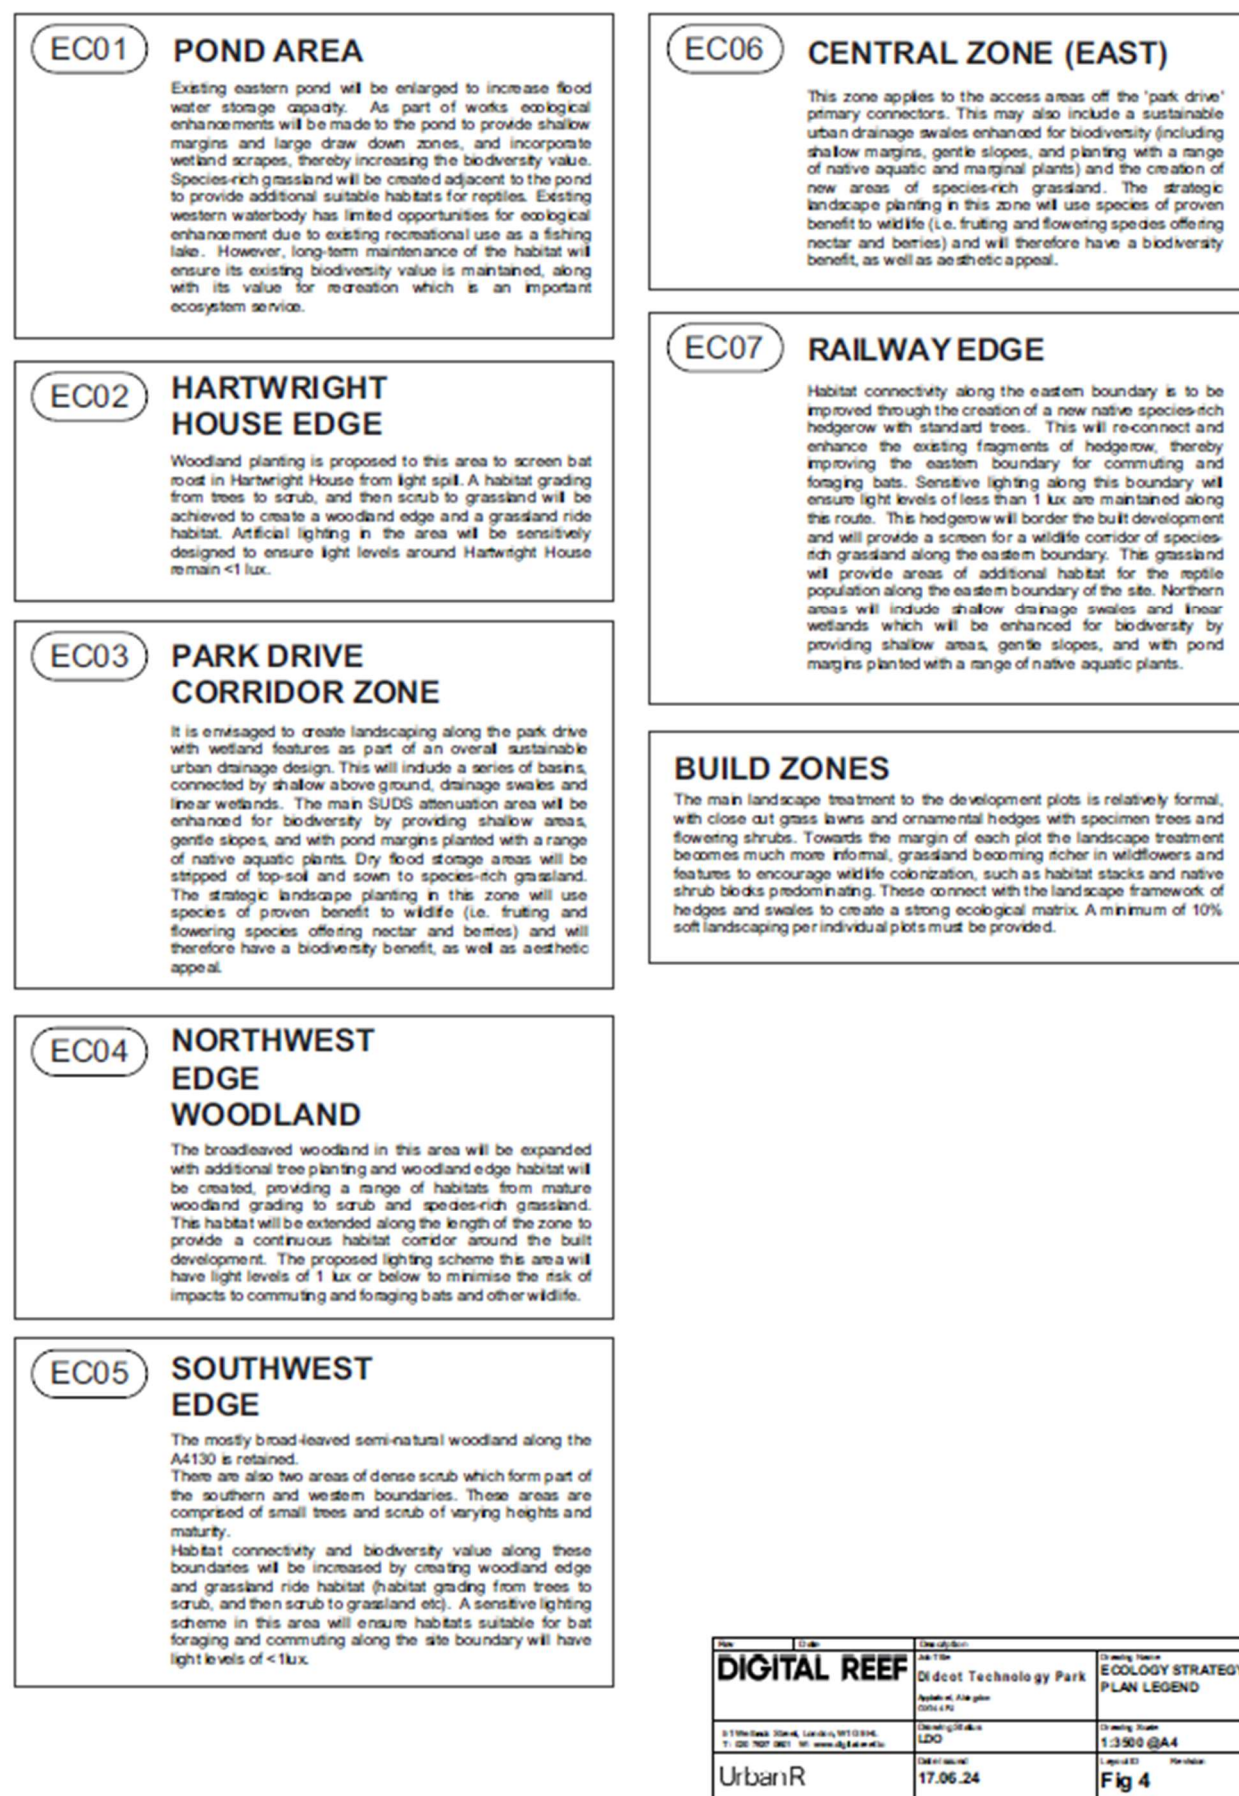 EC01
POND AREA
Existing eastern pond will be enlarged to increase flood
water storage capacity. As part of works ecological
enhancements will be made to the pond to provide shallow
margins and large draw down zones, and incorporate
wetland scrapes, thereby increasing the biodiversity value.
Species-rich grassland will be created adjacent to the pond
to provide additional suitable habitats for reptiles. Existing
western waterbody has limited opportunities for ecological
enhancement due to existing recreational use as a fishing
lake. However, long-term maintenance of the habitat will
ensure its existing biodiversity value is maintained, along
with its value for recreation which is an important
ecosystem service.
EC02
HARTWRIGHT
HOUSE EDGE
Woodland planting is proposed to this area to screen bat
roost in Hartwright House from light spill. A habitat grading
from trees to scrub, and then scrub to grassland will be
achieved to create a woodland edge and a grassland ride
habitat. Artificial lighting in the area will be sensitively
designed to ensure light levels around Hartwright House
remain <1 lux.
EC03
PARK DRIVE
CORRIDOR ZONE
It is envisaged to create landscaping along the park drive
with wetland features as part of an overall sustainable
urban drainage design. This will include a series of basins,
connected by shallow above ground, drainage swales and
linear wetlands. The main SUDS attenuation area will be
enhanced for biodiversity by providing shallow areas,
gentle slopes, and with pond margins planted with a range
of native aquatic plants. Dry flood storage areas will be
stripped of top-soil and sown to species-rich grassland.
The strategic landscape planting in this zone will use
species of proven benefit to wildlife (i.e. fruiting and
flowering species offering nectar and berries) and will
therefore have a biodiversity benefit, as well as aesthetic
appeal.
EC04
NORTHWEST
EDGE
WOODLAND
The broadleaved woodland in this area will be expanded
with additional tree planting and woodland edge habitat will
be created, providing a range of habitats from mature
woodland grading to scrub and species-rich grassland.
This habitat will be extended along the length of the zone to
provide a continuous habitat corridor around the built
development. The proposed lighting scheme this area will
have light levels of 1 lux or below to minimise the risk of
impacts to commuting and foraging bats and other wildlife.
EC05
SOUTHWEST
EDGE
The mostly broad-leaved semi-natural woodland along the
A4130 is retained.
There are also two areas of dense scrub which form part of
the southern and western boundaries. These areas are
comprised of small trees and scrub of varying heights and
maturity.
Habitat connectivity and biodiversity value along these
boundaries will be increased by creating woodland edge
and grassland ride habitat (habitat grading from trees to
scrub, and then scrub to grassland etc). A sensitive lighting
scheme in this area will ensure habitats suitable for bat
foraging and commuting along the site boundary will have
light levels of <1lux.
EC06
CENTRAL ZONE (EAST)
This zone applies to the access areas off the 'park drive'
primary connectors. This may also include a sustainable
urban drainage swales enhanced for biodiversity (including
shallow margins, gentle slopes, and planting with a range
of native aquatic and marginal plants) and the creation of
new areas of species-rich grassland. The strategic
landscape planting in this zone will use species of proven
benefit to wildlife (i.e. fruiting and flowering species offering
nectar and berries) and will therefore have a biodiversity
benefit, as well as aesthetic appeal.
EC07
RAILWAY EDGE
Habitat connectivity along the eastern boundary is to be
improved through the creation of a new native species-rich
hedgerow with standard trees. This will re-connect and
enhance the existing fragments of hedgerow, thereby
improving the eastern boundary for commuting and
foraging bats. Sensitive lighting along this boundary will
ensure light levels of less than 1 lux are maintained along
this route. This hedgerow will border the built development
and will provide a screen for a wildlife corridor of species-
rich grassland along the eastern boundary. This grassland
will provide areas of additional habitat for the reptile
population along the eastern boundary of the site. Northern
areas will include shallow drainage swales and linear
wetlands which will be enhanced for biodiversity by
providing shallow areas, gentle slopes, and with pond
margins planted with a range of native aquatic plants.
BUILD ZONES
The main landscape treatment to the development plots is relatively formal,
with close cut grass lawns and ornamental hedges with specimen trees and
flowering shrubs. Towards the margin of each plot the landscape treatment
becomes much more informal, grassland becoming richer in wildflowers and
features to encourage wildlife colonization, such as habitat stacks and native
shrub blocks predominating. These connect with the landscape framework of
hedges and swales to create a strong ecological matrix. A minimum of 10%
soft landscaping per individual plots must be provided.
Rev Date Description
DIGITAL REEF
Job Title
Didcot Technology Park
Drawing Name
ECOLOGY STRATEGY
PLAN LEGEND
Drawing Status
LDO
Drawing Scale
1:3500 @A4
UrbanR
Date Issued
17.06.24
Layout ID Revision
Fig 4